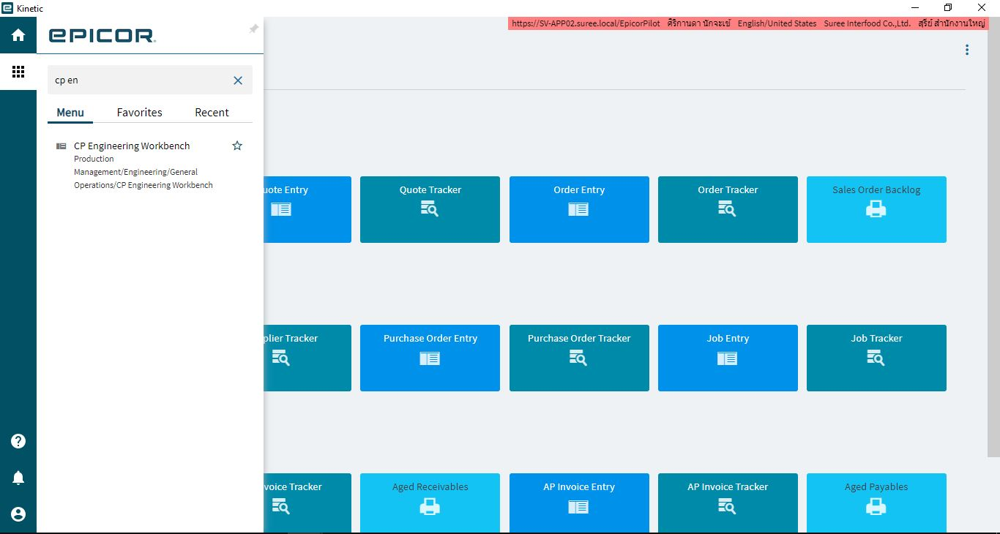 Kinetic
https://SV-APP02.suree.local/EpicorPilot ศิริกานดา นักจะเข้ English/United States Suree Interfood Co.,Ltd. สุรีย์ สำนักงานใหญ่
EPICOR
cp en
Menu Favorites Recent
CP Engineering Workbench
Production
Management/Engineering/General
Operations/CP Engineering Workbench
uote Entry Quote Tracker Order Entry Order Tracker Sales Order Backlog
plier Tracker Purchase Order Entry Purchase Order Tracker Job Entry Job Tracker
voice Tracker Aged Receivables AP Invoice Entry AP Invoice Tracker Aged Payables